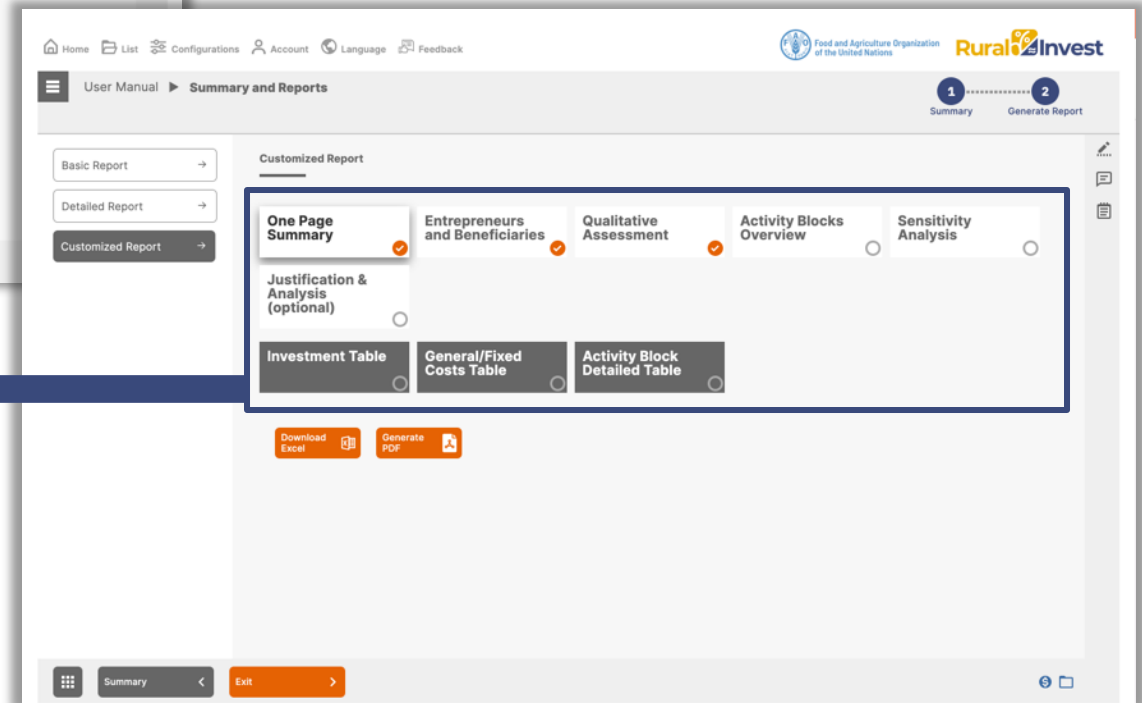 Home List Configurations Account Language Feedback
Food and Agriculture Organization
of the United Nations
Rural Invest
User Manual ▶ Summary and Reports
1 2
Summary Generate Report
Basic Report →
Detailed Report →
Customized Report →
Customized Report
One Page
Summary
Entrepreneurs
and Beneficiaries
Qualitative
Assessment
Activity Blocks
Overview
Sensitivity
Analysis
Justification &
Analysis
(optional)
Investment Table
General/Fixed
Costs Table
Activity Block
Detailed Table
Download
Excel
Generate
PDF
Summary <
Exit >